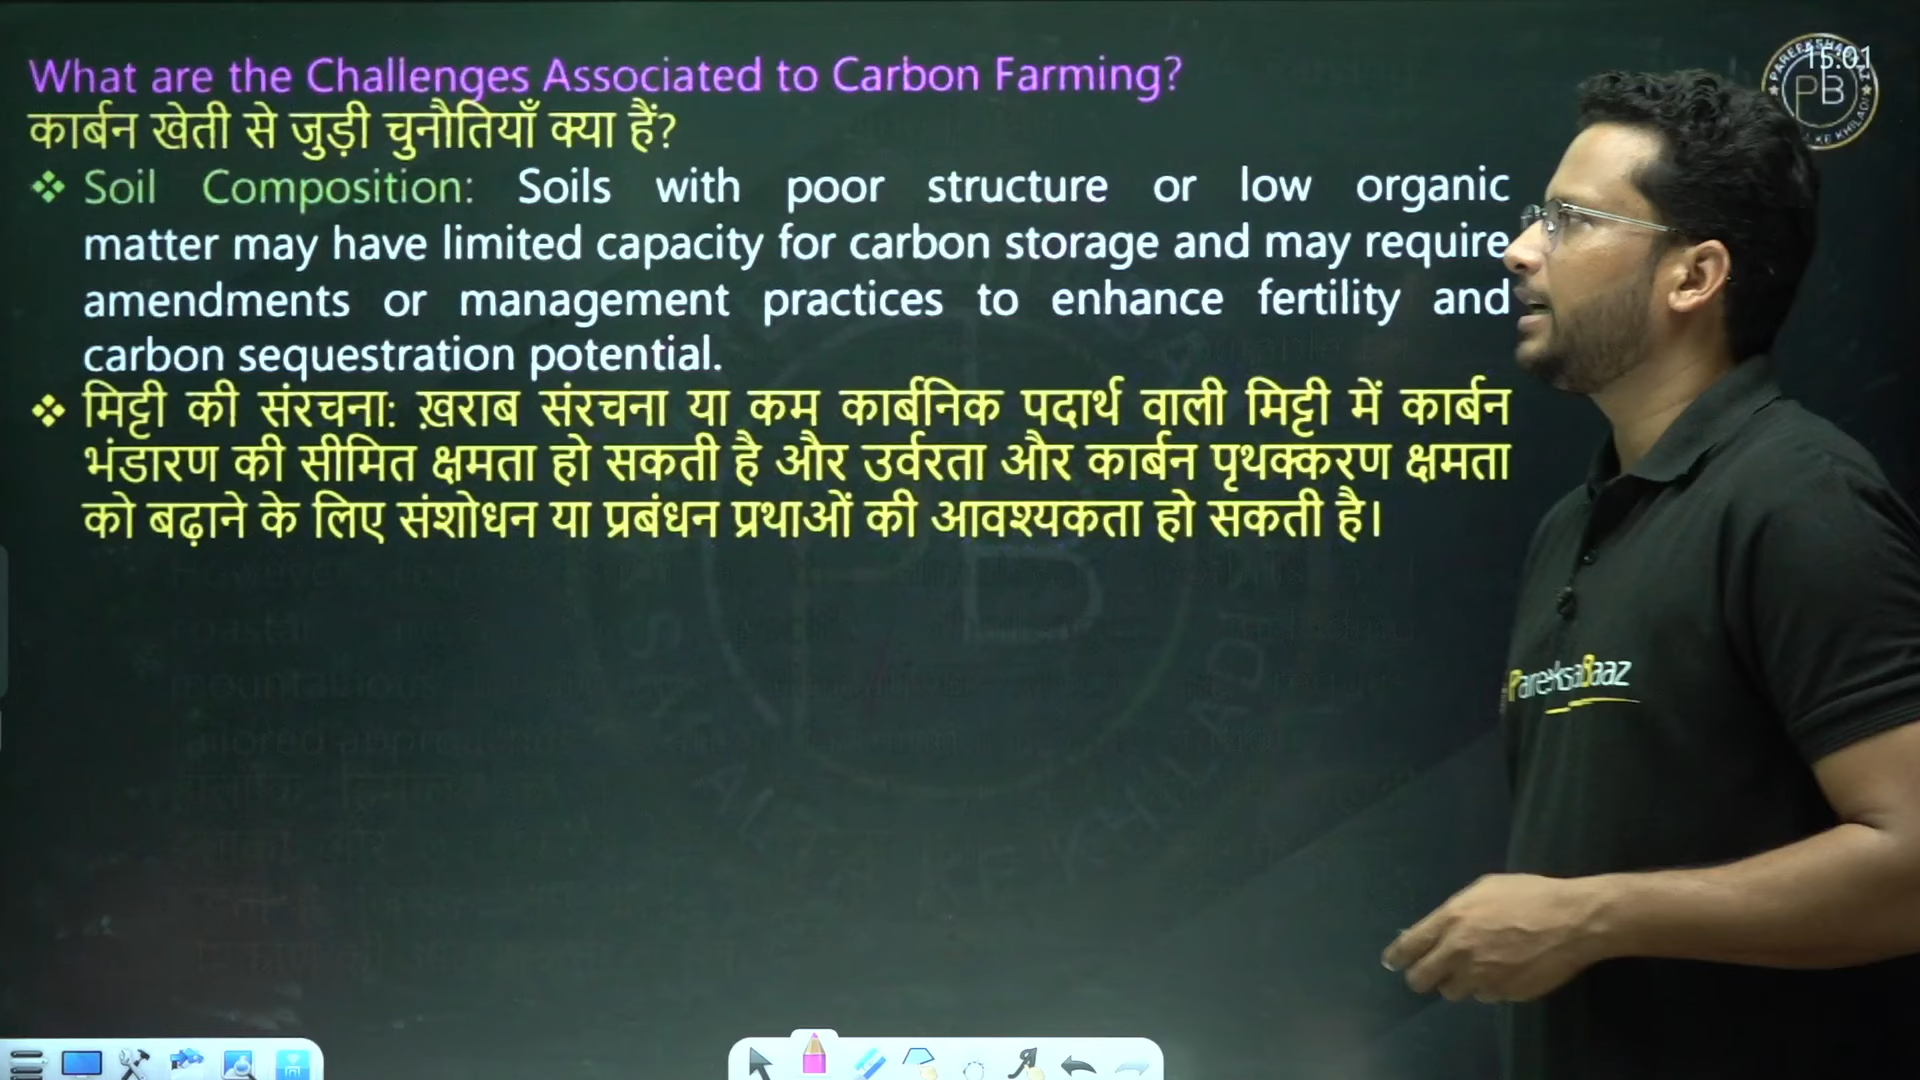 What are the Challenges Associated to Carbon Farming?
कार्बन खेती से जुड़ी चुनौतियाँ क्या हैं?
❖ Soil Composition: Soils with poor structure or low organic
matter may have limited capacity for carbon storage and may require
amendments or management practices to enhance fertility and
carbon sequestration potential.
❖ मिट्टी की संरचना: ख़राब संरचना या कम कार्बनिक पदार्थ वाली मिट्टी में कार्बन
भंडारण की सीमित क्षमता हो सकती है और उर्वरता और कार्बन पृथक्करण क्षमता
को बढ़ाने के लिए संशोधन या प्रबंधन प्रथाओं की आवश्यकता हो सकती है।
15:01
PB
KE KHILADI
PareeksaBaaz